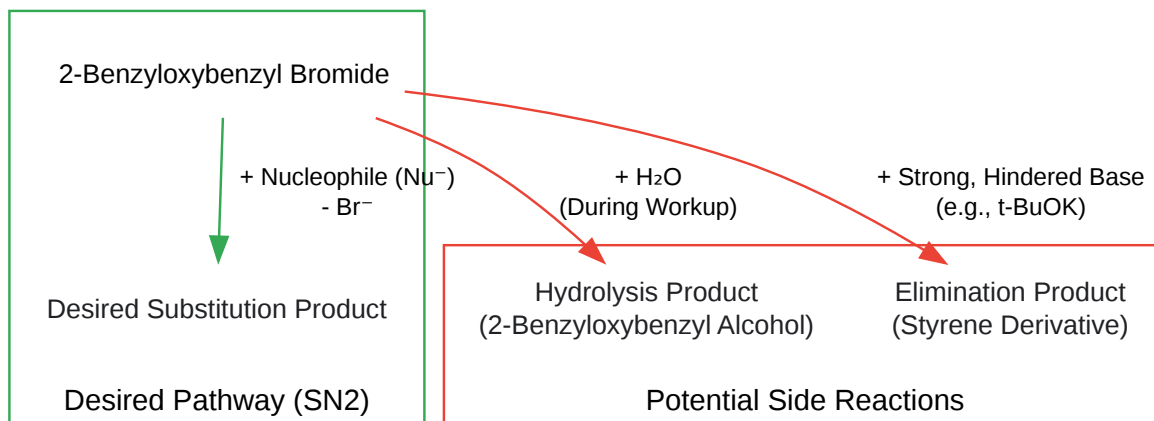 2-Benzyloxybenzyl Bromide
+ Nucleophile (Nu⁻)
- Br⁻
+ H₂O
(During Workup)
+ Strong, Hindered Base
(e.g., t-BuOK)
Desired Substitution Product
Hydrolysis Product
(2-Benzyloxybenzyl Alcohol)
Elimination Product
(Styrene Derivative)
Desired Pathway (SN2)
Potential Side Reactions